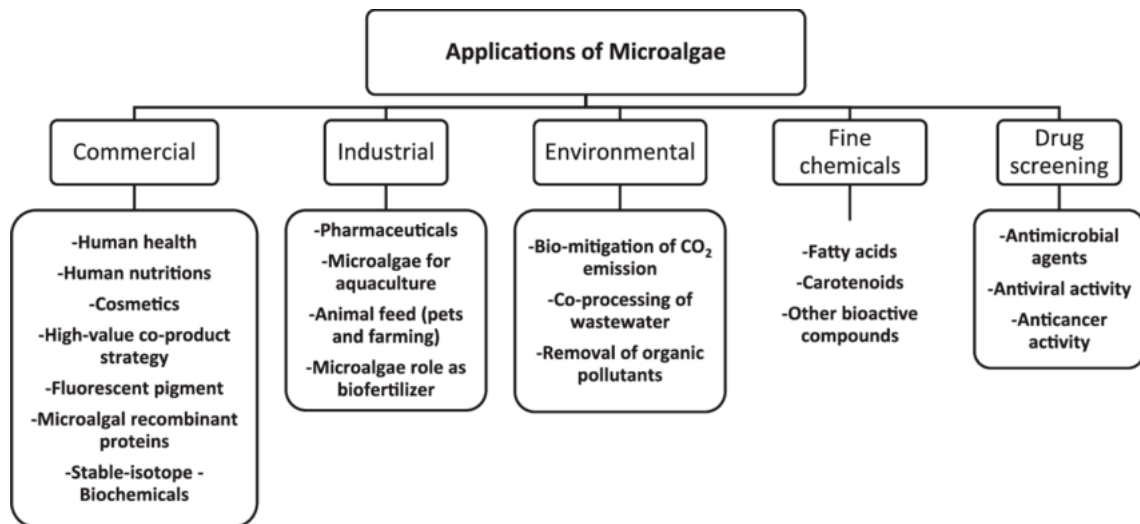 Applications of Microalgae
Commercial
-Human health
-Human nutritions
-Cosmetics
-High-value co-product
strategy
-Fluorescent pigment
-Microalgal recombinant
proteins
-Stable-isotope -
Biochemicals
Industrial
-Pharmaceuticals
-Microalgae for
aquaculture
-Animal feed (pets
and farming)
-Microalgae role as
biofertilizer
Environmental
-Bio-mitigation of CO₂
emission
-Co-processing of
wastewater
-Removal of organic
pollutants
Fine
chemicals
-Fatty acids
-Carotenoids
-Other bioactive
compounds
Drug
screening
-Antimicrobial
agents
-Antiviral activity
-Anticancer
activity